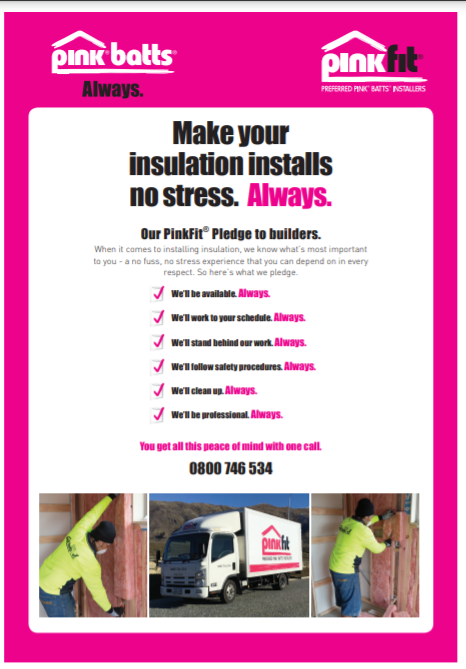 pink® batts®
Always.
pinkfit®
PREFERRED PINK® BATTS® INSTALLERS
Make your
insulation installs
no stress. Always.
Our PinkFit® Pledge to builders.
When it comes to installing insulation, we know what's most important
to you - a no fuss, no stress experience that you can depend on in every
respect. So here's what we pledge.
We'll be available. Always.
We'll work to your schedule. Always.
We'll stand behind our work. Always.
We'll follow safety procedures. Always.
We'll clean up. Always.
We'll be professional. Always.
You get all this peace of mind with one call.
0800 746 534
pinkfit